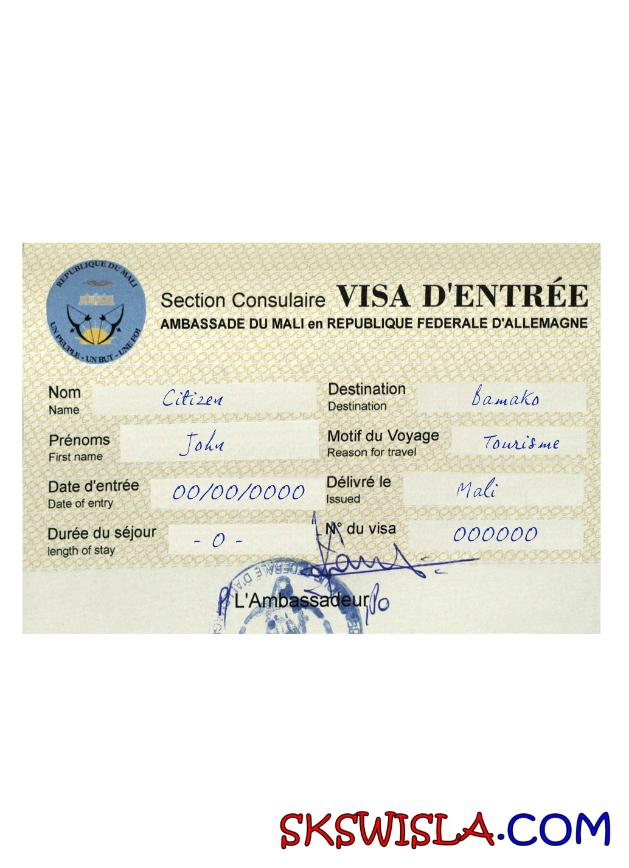 REPUBLIQUE DU MALI
UN PEUPLE - UN BUT - UNE FOI
Section Consulaire VISA D'ENTRÉE
AMBASSADE DU MALI en REPUBLIQUE FEDERALE D'ALLEMAGNE
Nom
Name
Citizen
Destination
Destination
Bamako
Prénoms
First name
John
Motif du Voyage
Reason for travel
Tourisme
Date d'entrée
Date of entry
00/00/0000
Délivré le
Issued
Mali
Durée du séjour
length of stay
- 0 -
N° du visa
000000
L'Ambassadeur
SKSWISLA.COM